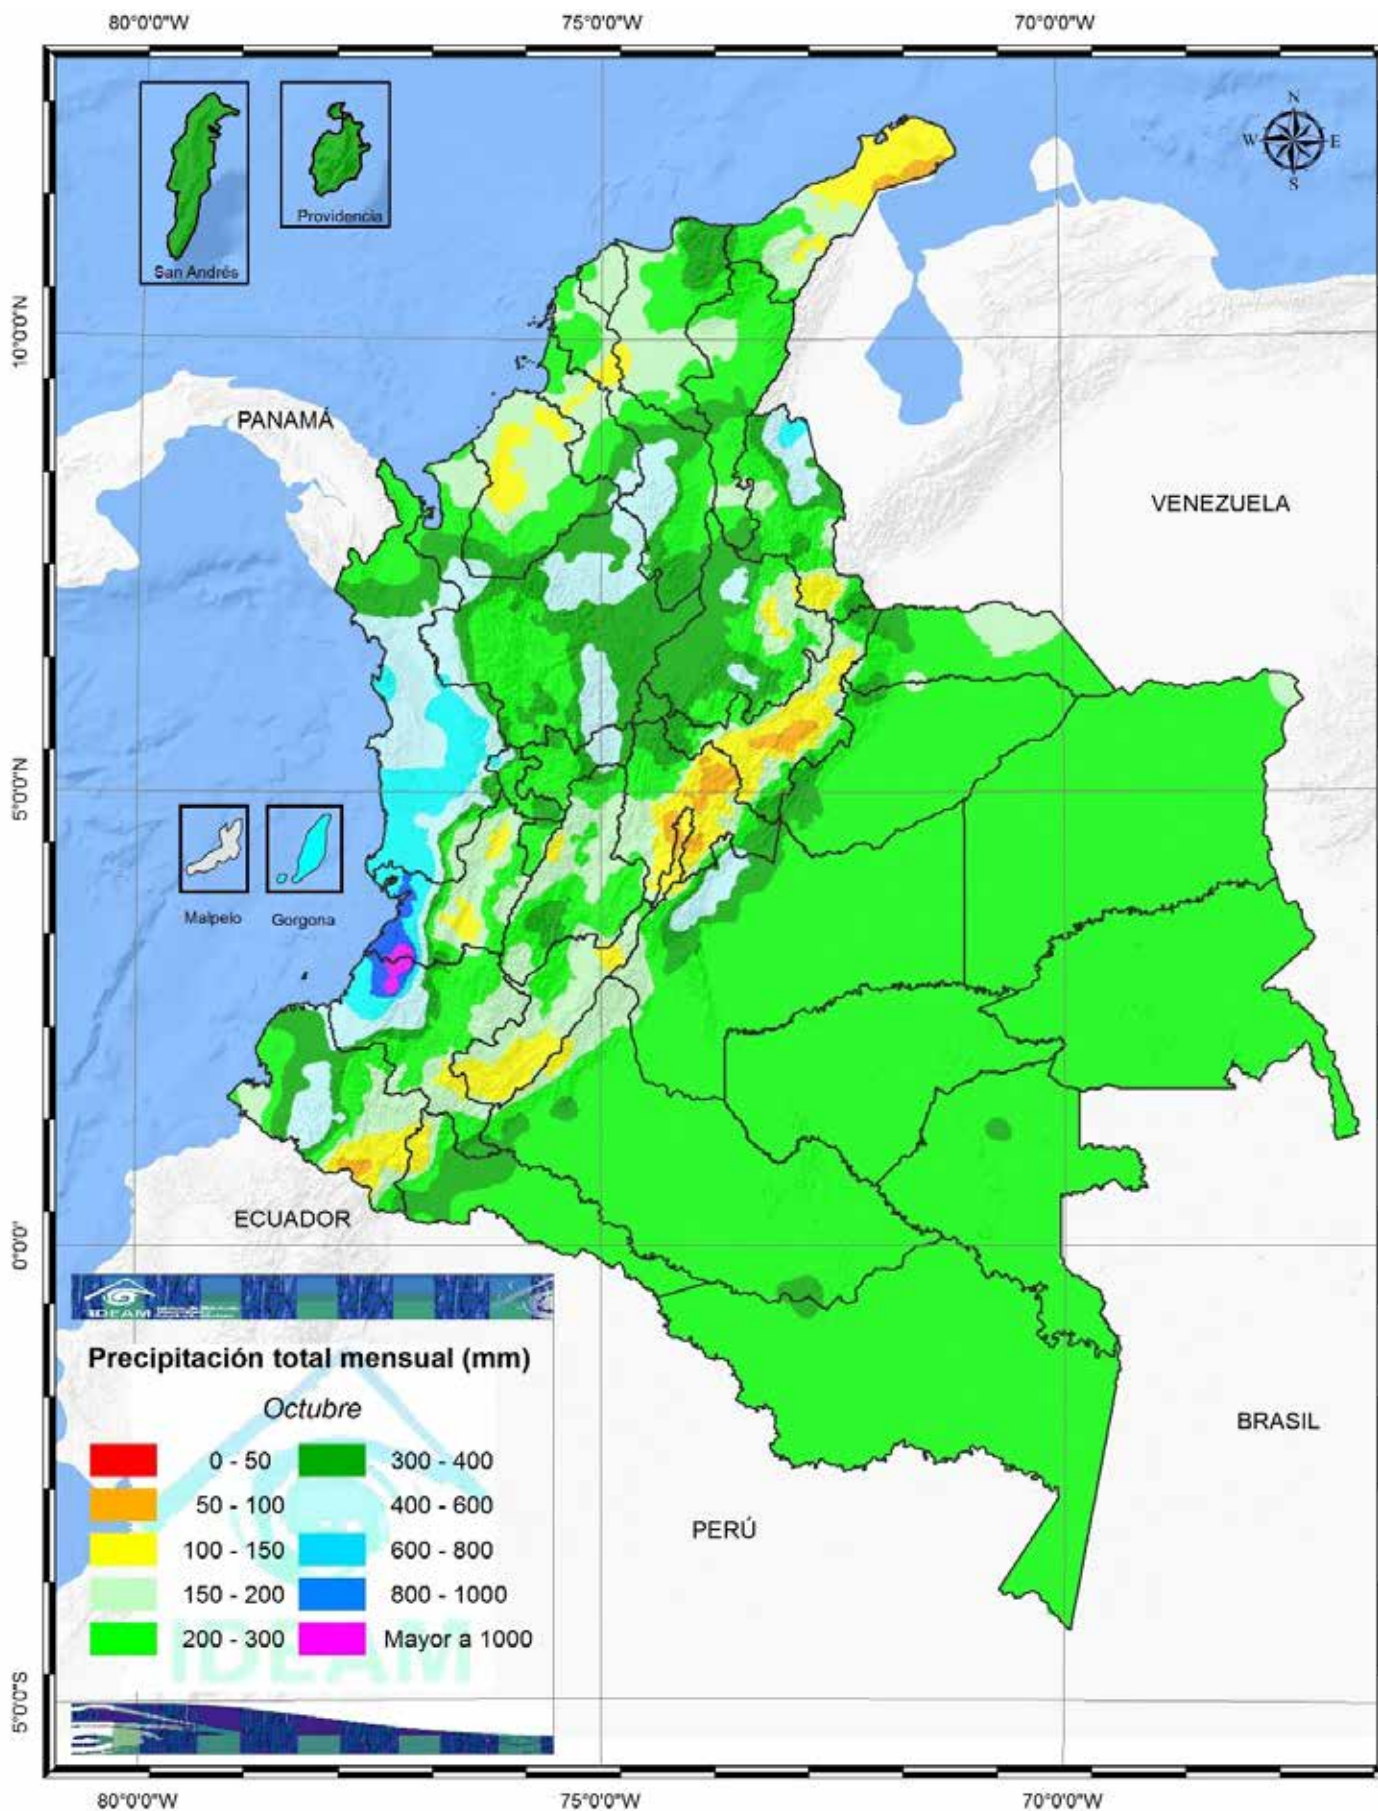 80°0'0"W 75°0'0"W 70°0'0"W
N
W E
S
San Andrés
Providencia
10°0'0"N
PANAMÁ
VENEZUELA
5°0'0"N
Malpelo
Gorgona
ECUADOR
0°0'0"
IDEAM
Precipitación total mensual (mm)
Octubre
0 - 50
300 - 400
50 - 100
400 - 600
100 - 150
600 - 800
150 - 200
800 - 1000
200 - 300
Mayor a 1000
IDEAM
BRASIL
PERÚ
5°0'0"S
80°0'0"W 75°0'0"W 70°0'0"W